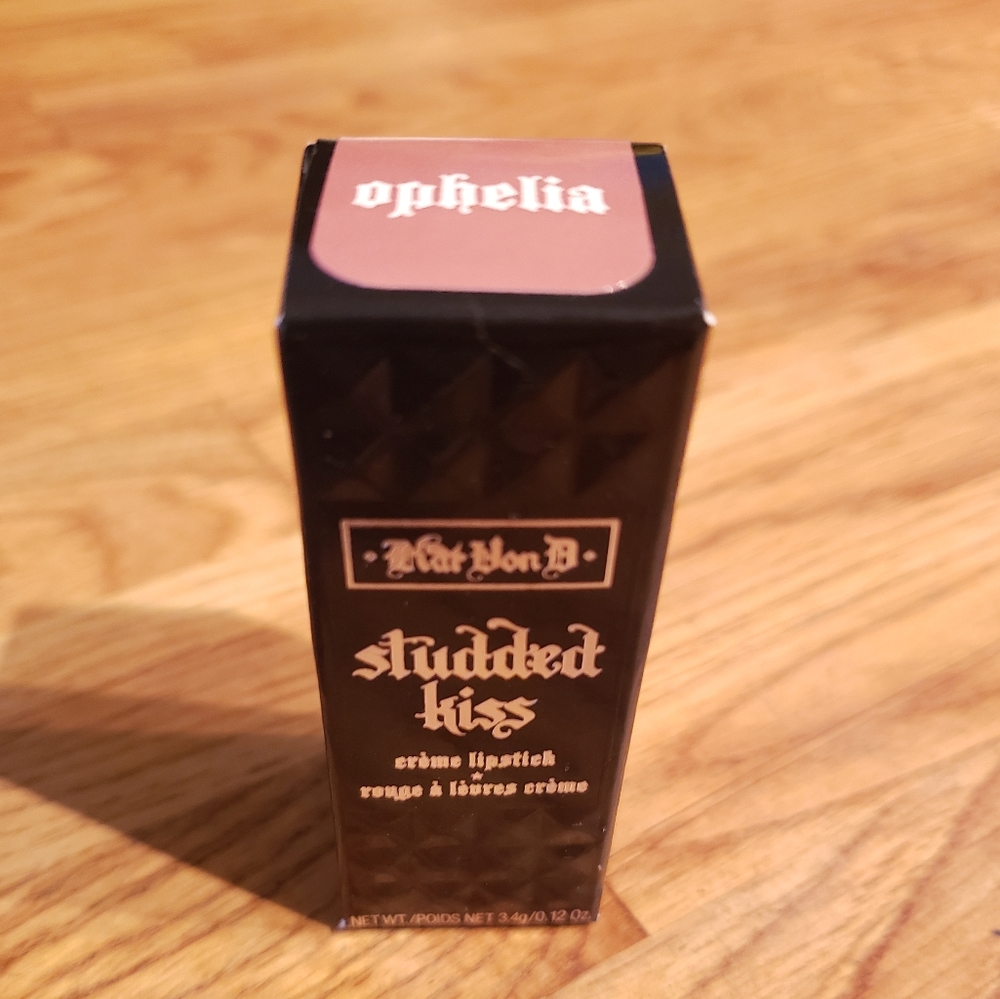 ophelia
• Kat Von D •
studded
kiss
crème lipstick
rouge à lèvres crème
NET WT./POIDS NET 3.4g/0.12 Oz.